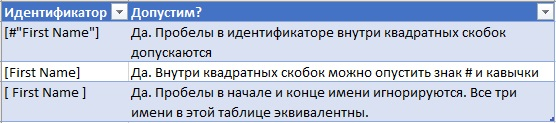 Идентификатор Допустим?
[#"First Name"] Да. Пробелы в идентификаторе внутри квадратных скобок
допускаются
[First Name] Да. Внутри квадратных скобок можно опустить знак # и кавычки
[ First Name ] Да. Пробелы в начале и конце имени игнорируются. Все три
имени в этой таблице эквивалентны.